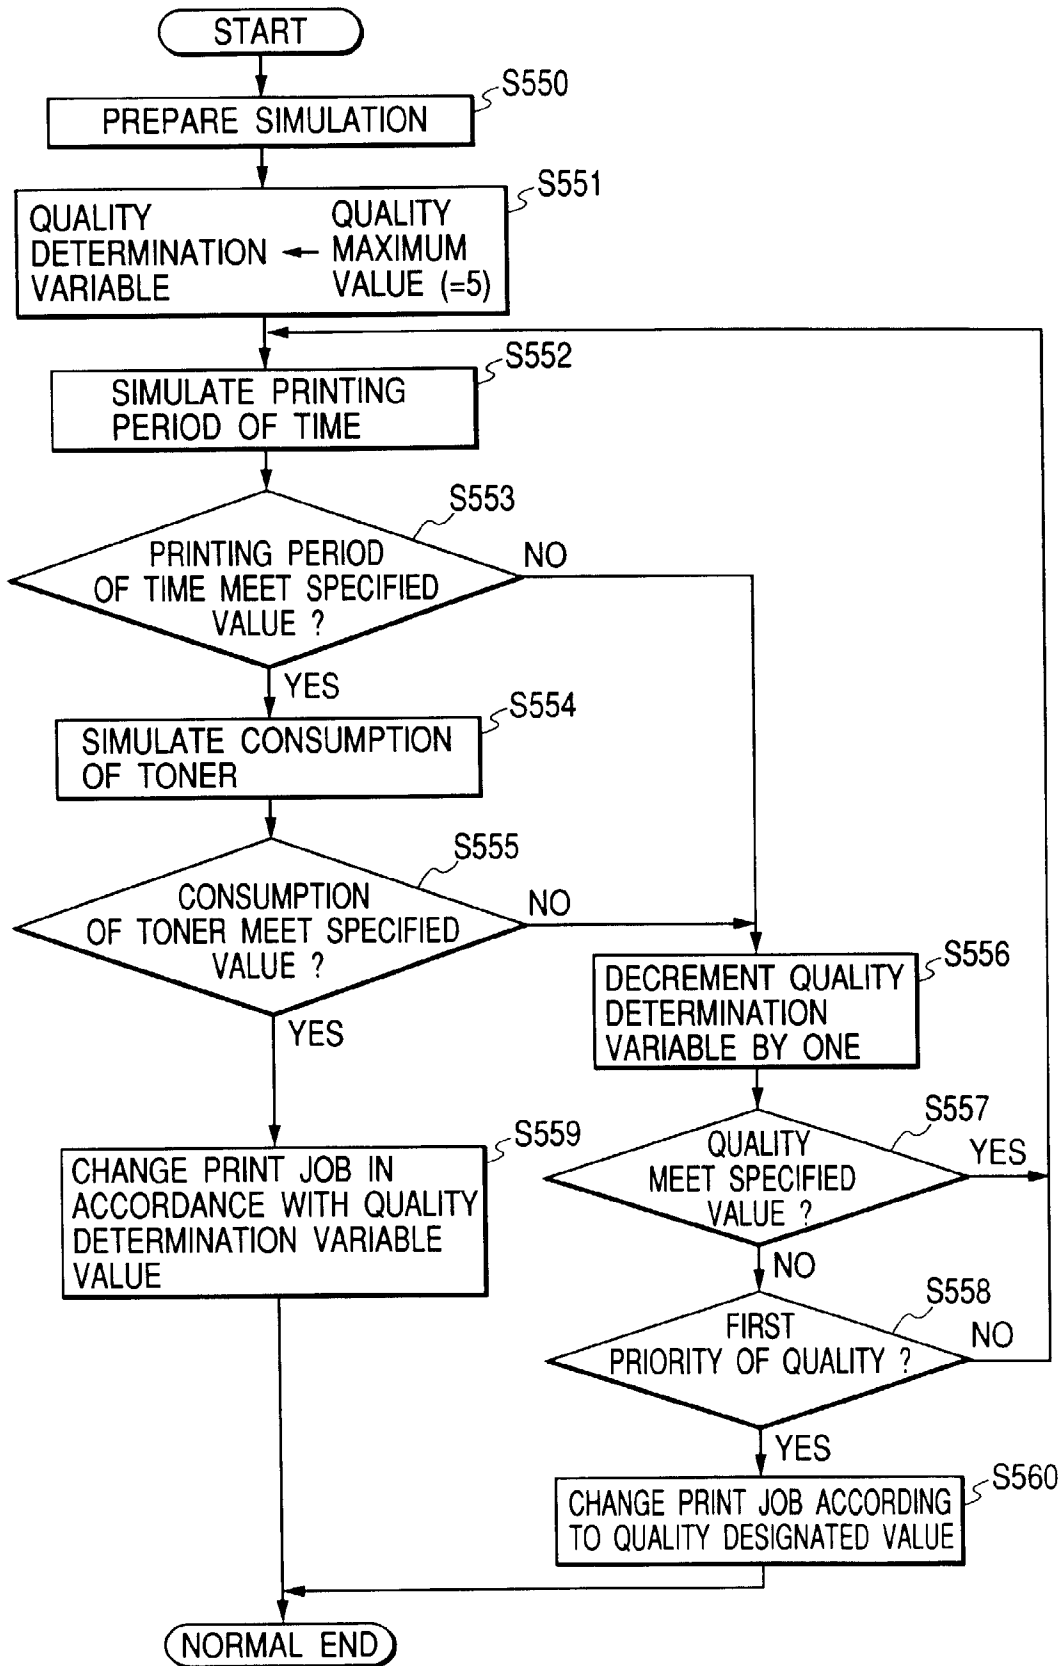 START
S550
PREPARE SIMULATION
S551
QUALITY
DETERMINATION
VARIABLE
←
QUALITY
MAXIMUM
VALUE (=5)
S552
SIMULATE PRINTING
PERIOD OF TIME
S553
PRINTING PERIOD
OF TIME MEET SPECIFIED
VALUE ?
NO
YES
S554
SIMULATE CONSUMPTION
OF TONER
S555
CONSUMPTION
OF TONER MEET SPECIFIED
VALUE ?
NO
YES
S556
DECREMENT QUALITY
DETERMINATION
VARIABLE BY ONE
S557
QUALITY
MEET SPECIFIED
VALUE ?
YES
NO
S558
FIRST
PRIORITY OF QUALITY ?
NO
YES
S559
CHANGE PRINT JOB IN
ACCORDANCE WITH QUALITY
DETERMINATION VARIABLE
VALUE
S560
CHANGE PRINT JOB ACCORDING
TO QUALITY DESIGNATED VALUE
NORMAL END